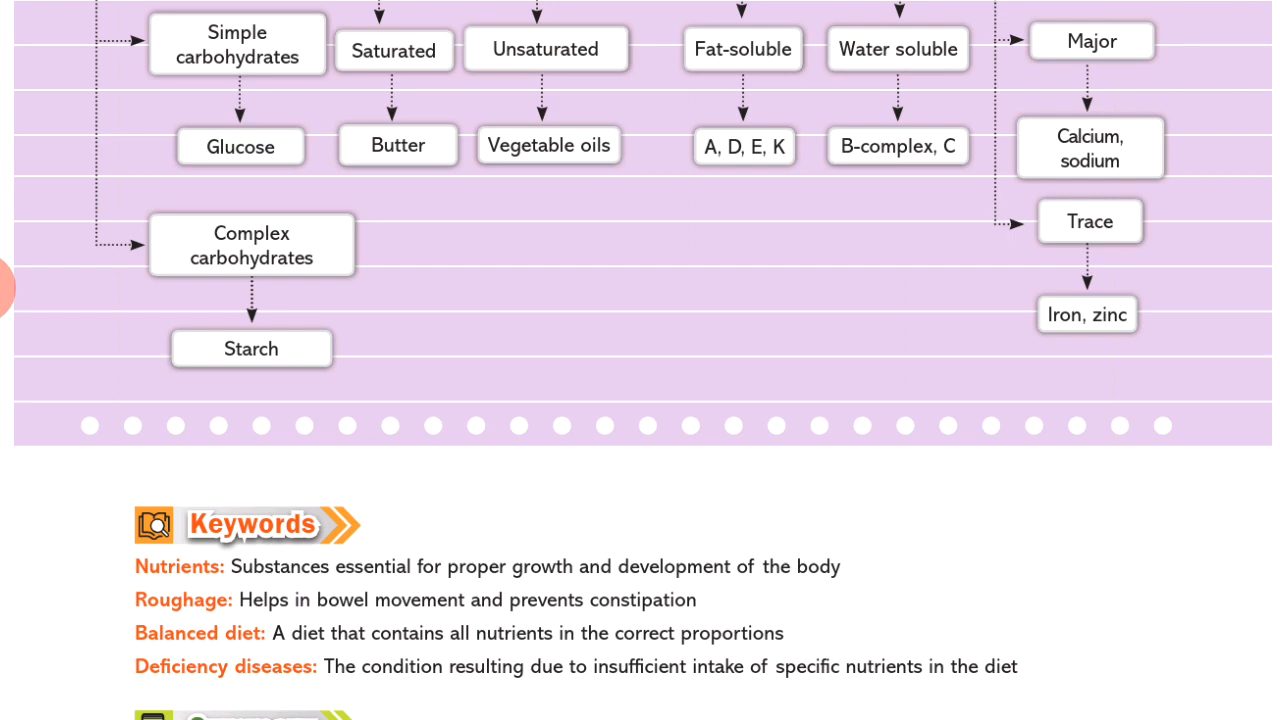 Simple
carbohydrates
Saturated
Unsaturated
Fat-soluble
Water soluble
Major
Glucose
Butter
Vegetable oils
A, D, E, K
B-complex, C
Calcium,
sodium
Trace
Complex
carbohydrates
Iron, zinc
Starch
Keywords
Nutrients: Substances essential for proper growth and development of the body
Roughage: Helps in bowel movement and prevents constipation
Balanced diet: A diet that contains all nutrients in the correct proportions
Deficiency diseases: The condition resulting due to insufficient intake of specific nutrients in the diet